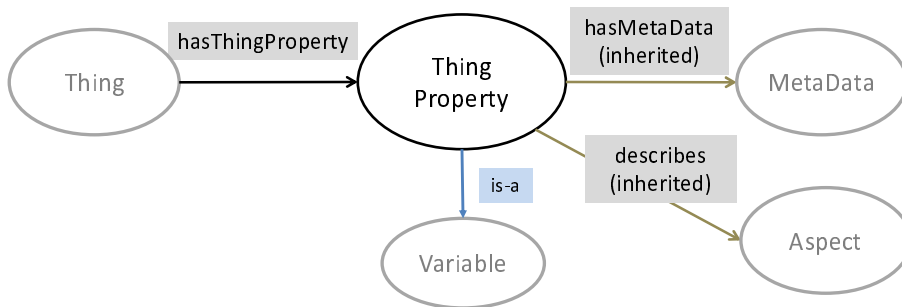 hasThingProperty
hasMetaData
(inherited)
Thing
Thing
Property
MetaData
describes
(inherited)
is-a
Variable
Aspect